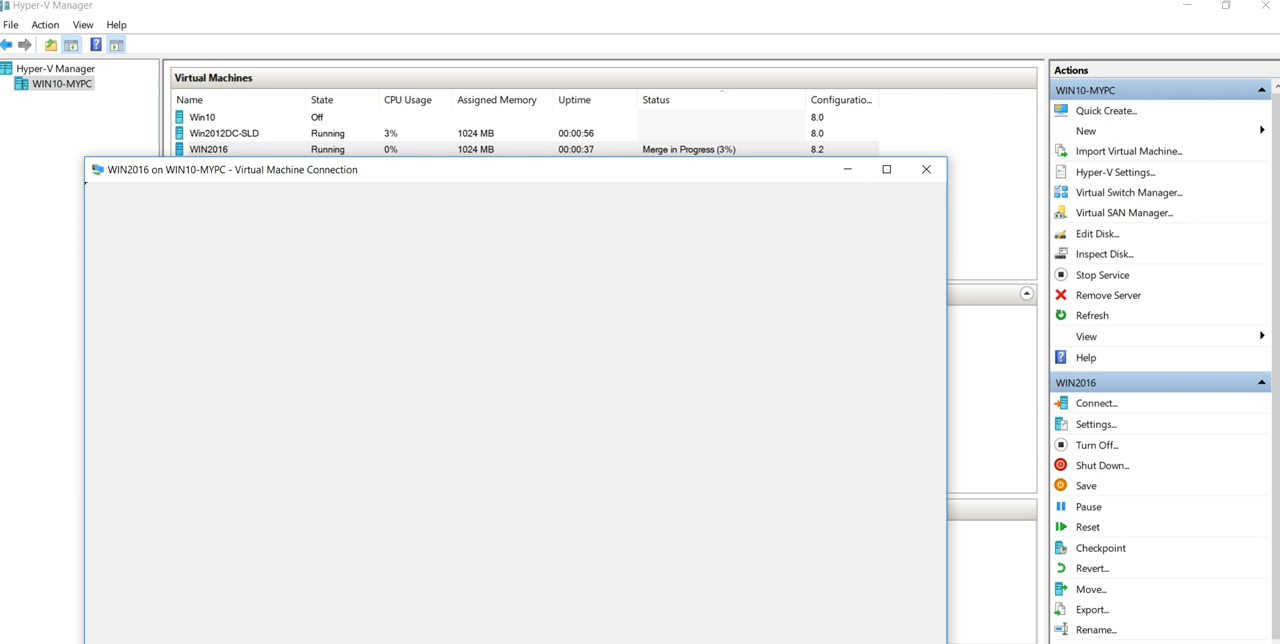 Hyper-V Manager
File Action View Help
Hyper-V Manager
WIN10-MYPC
Virtual Machines
Name State CPU Usage Assigned Memory Uptime Status Configuratio...
Win10 Off 8.0
Win2012DC-SLD Running 3% 1024 MB 00:00:56 8.0
WIN2016 Running 0% 1024 MB 00:00:37 Merge in Progress (3%) 8.2
WIN2016 on WIN10-MYPC - Virtual Machine Connection
Actions
WIN10-MYPC
Quick Create...
New
Import Virtual Machine...
Hyper-V Settings...
Virtual Switch Manager...
Virtual SAN Manager...
Edit Disk...
Inspect Disk...
Stop Service
Remove Server
Refresh
View
Help
WIN2016
Connect...
Settings...
Turn Off...
Shut Down...
Save
Pause
Reset
Checkpoint
Revert...
Move...
Export...
Rename...